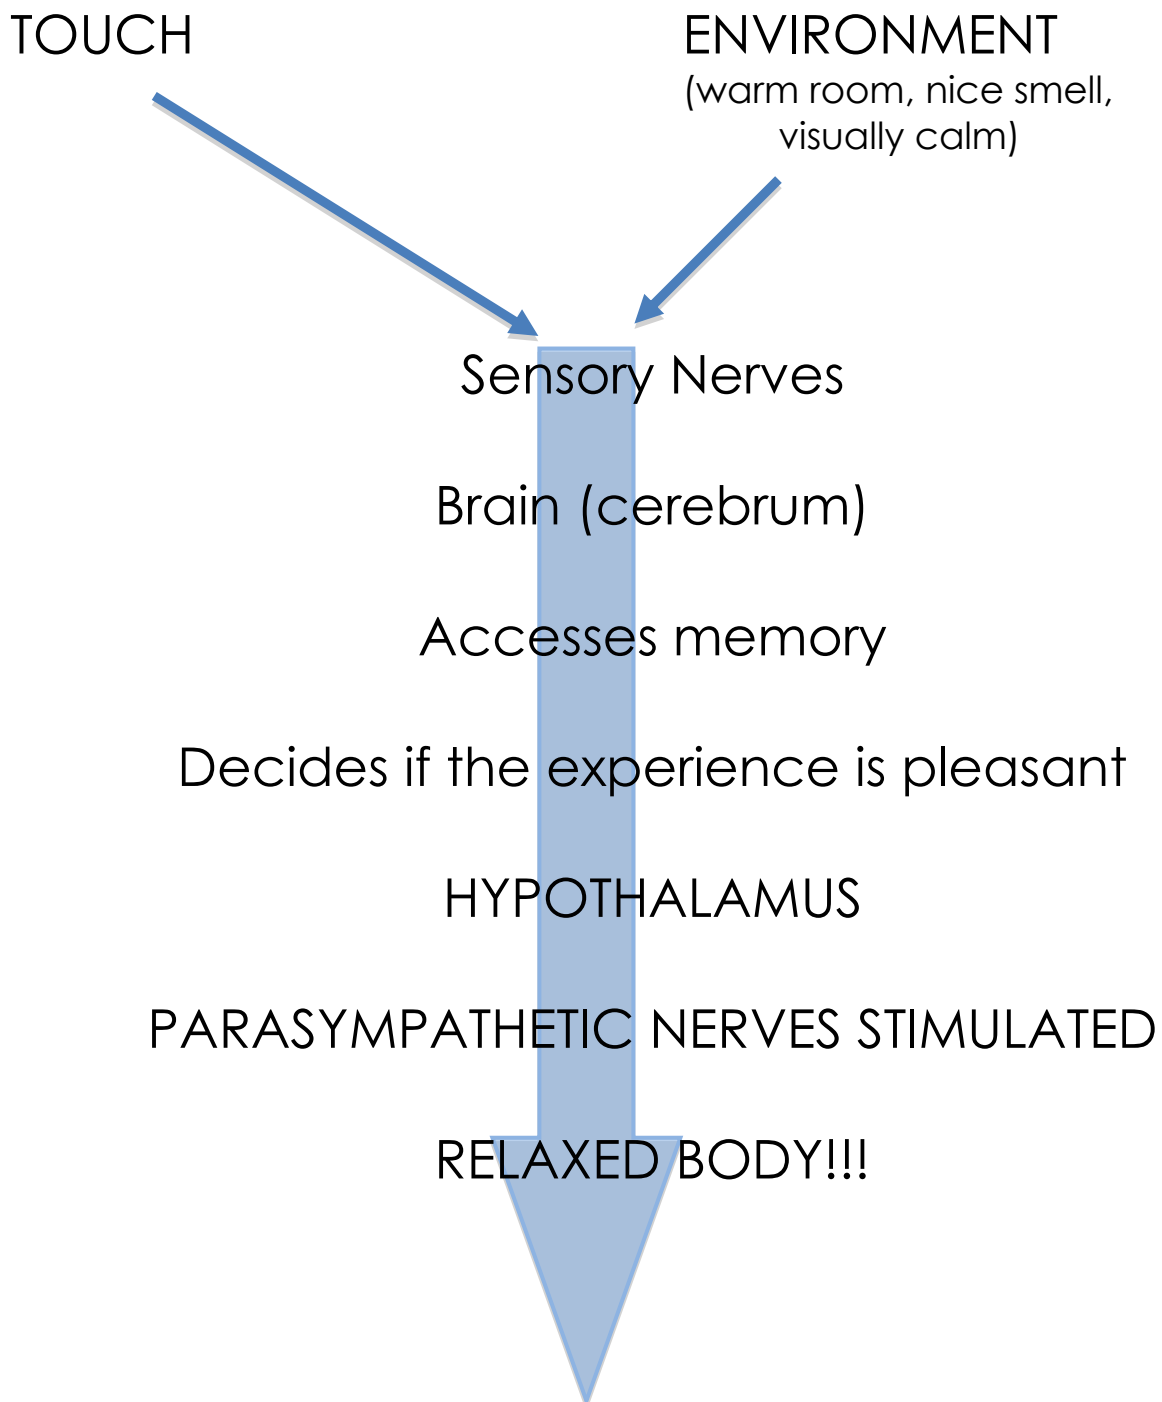 TOUCH
ENVIRONMENT
(warm room, nice smell,
visually calm)
Sensory Nerves
Brain (cerebrum)
Accesses memory
Decides if the experience is pleasant
HYPOTHALAMUS
PARASYMPATHETIC NERVES STIMULATED
RELAXED BODY!!!